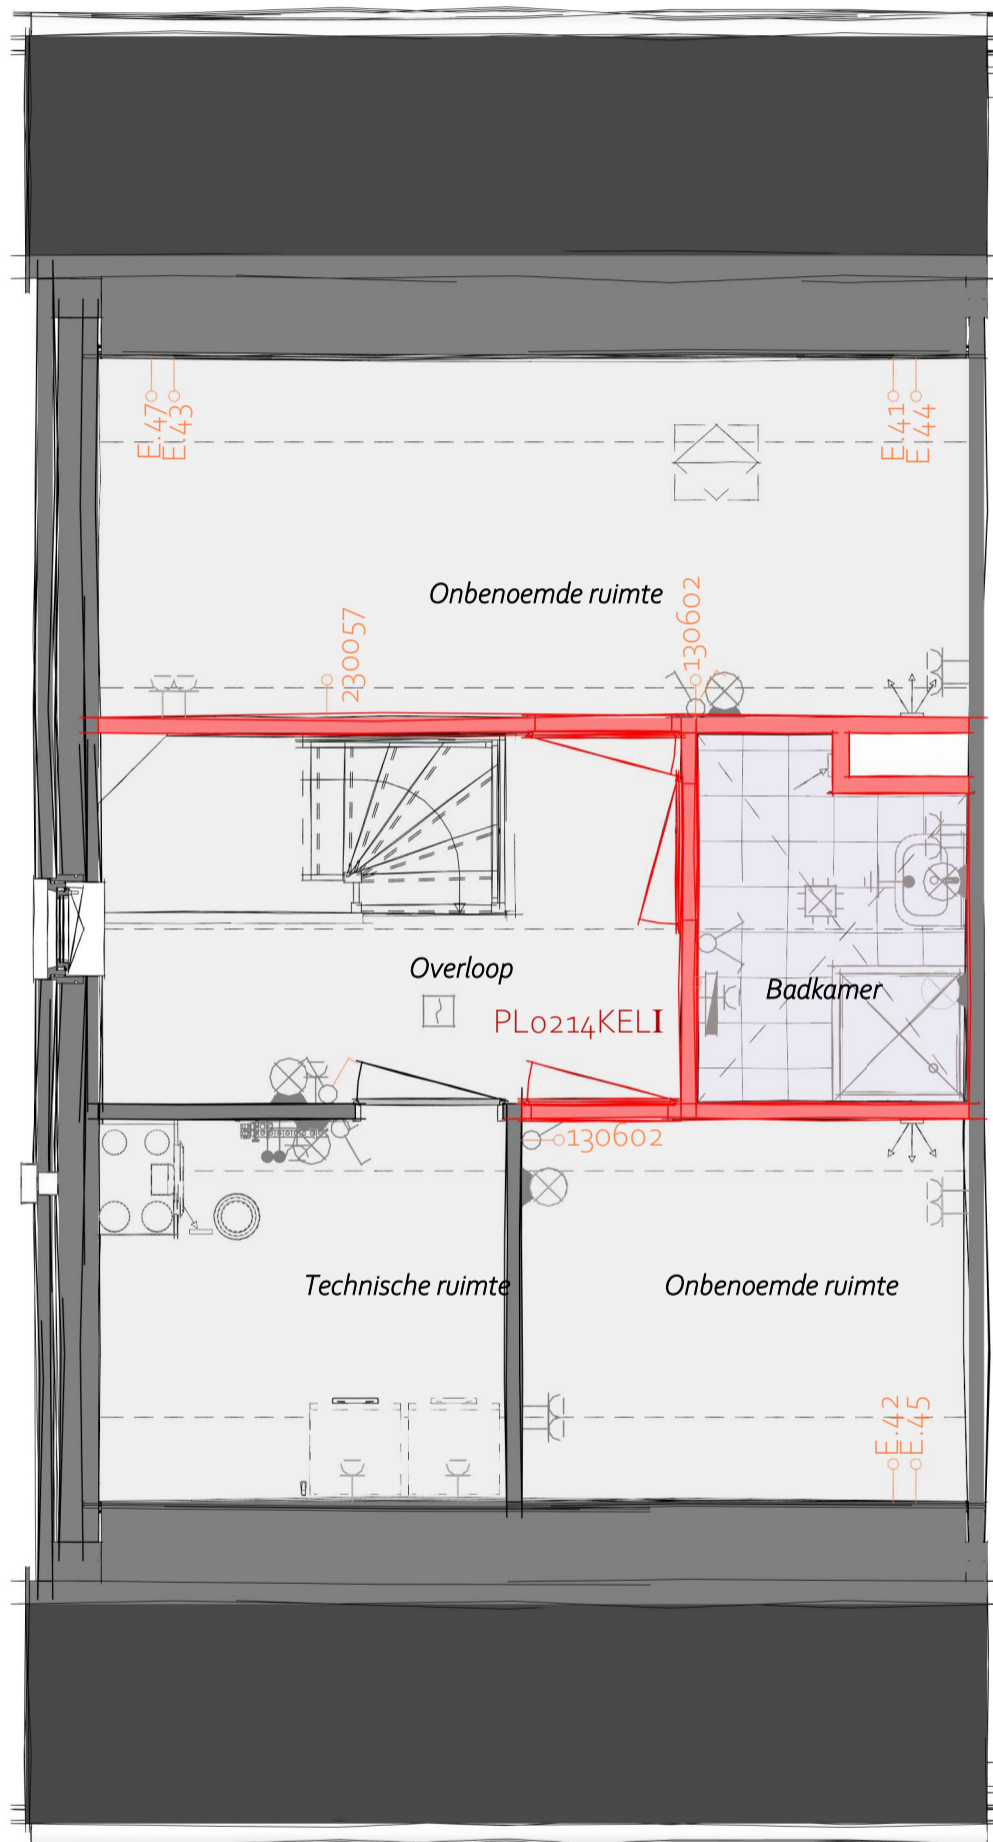 E.47
E.43
E.41
E.44
Onbenoemde ruimte
230057
130602
Overloop
Badkamer
PL0214KELI
130602
Technische ruimte
Onbenoemde ruimte
E.42
E.45